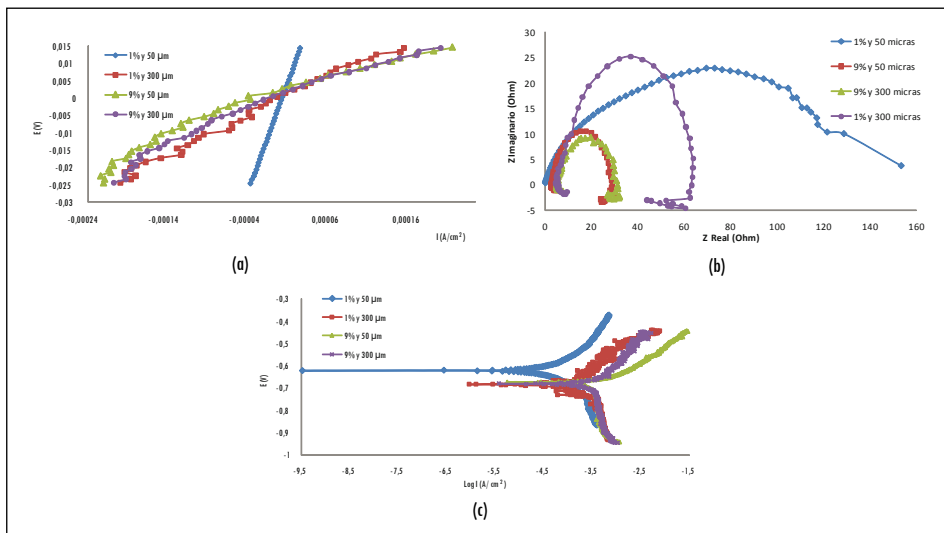 0,015
0,005
0
-0,01
-0,011
-0,02
-0,025
-0,03
E (V)
1% y 50 µm
1% y 300 µm
9% y 50 µm
9% y 300 µm
-0,00024
-0,00014
-0,00004
0,00006
0,00016
I (A/cm²)
(a)
30
25
20
15
10
5
0
-5
Z Imaginario (Ohm)
1% y 50 micras
9% y 50 micras
9% y 300 micras
1% y 300 micras
0
20
40
60
80
100
120
140
160
Z Real (Ohm)
(b)
-0,3
-0,4
-0,5
-0,6
-0,7
-0,8
-0,9
-1
E (V)
1% y 50 µm
1% y 300 µm
9% y 50 µm
9% y 300 µm
-9,5
-8,5
-7,5
-6,5
-5,5
-4,5
-3,5
-2,5
-1,5
Log I (A/ cm²)
(c)